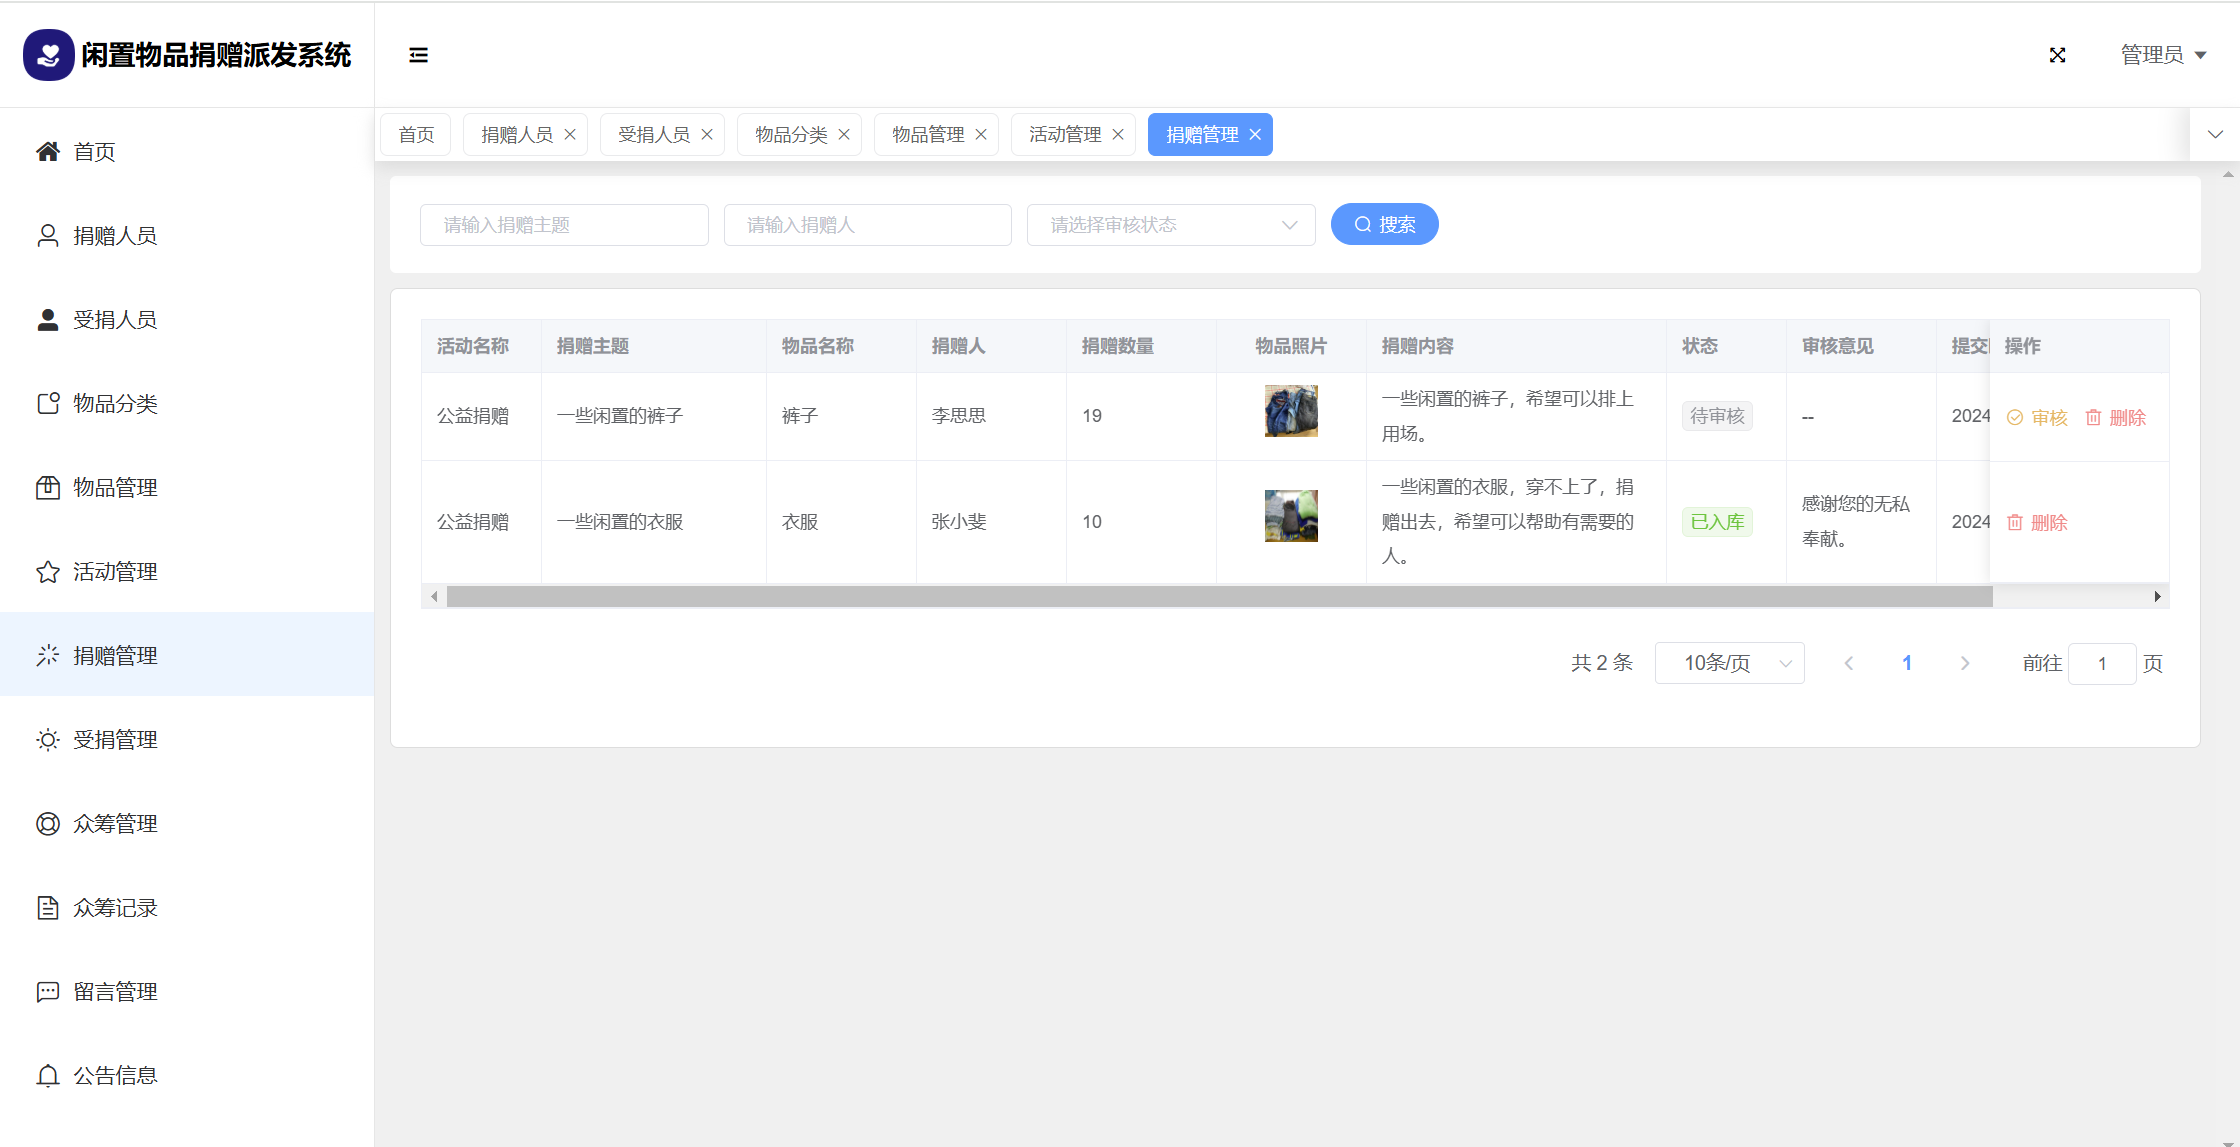 闲置物品捐赠派发系统
管理员
首页
捐赠人员
受捐人员
物品分类
物品管理
活动管理
捐赠管理
受捐管理
众筹管理
众筹记录
留言管理
公告信息
首页 捐赠人员 受捐人员 物品分类 物品管理 活动管理 捐赠管理
请输入捐赠主题 请输入捐赠人 请选择审核状态 搜索
活动名称 捐赠主题 物品名称 捐赠人 捐赠数量 物品照片 捐赠内容 状态 审核意见 提交 操作
公益捐赠 一些闲置的裤子 裤子 李思思 19 一些闲置的裤子，希望可以排上
用场。
待审核 -- 2024 审核 删除
公益捐赠 一些闲置的衣服 衣服 张小斐 10 一些闲置的衣服，穿不上了，捐
赠出去，希望可以帮助有需要的
人。
已入库 感谢您的无私
奉献。
2024 删除
共 2 条 10条/页 1 前往 1 页